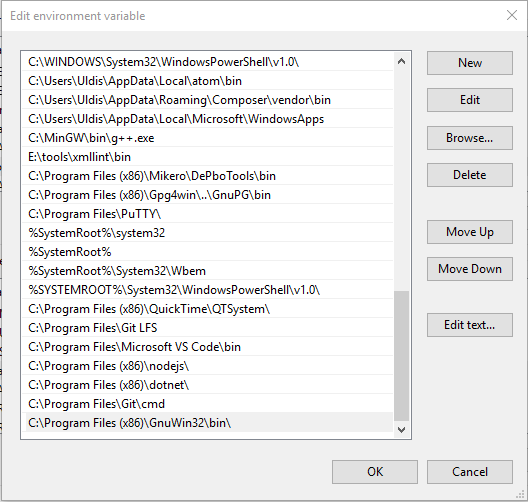 Edit environment variable
C:\WINDOWS\System32\WindowsPowerShell\v1.0\
C:\Users\Uldis\AppData\Local\atom\bin
C:\Users\Uldis\AppData\Roaming\Composer\vendor\bin
C:\Users\Uldis\AppData\Local\Microsoft\WindowsApps
C:\MinGW\bin\g++.exe
E:\tools\xmllint\bin
C:\Program Files (x86)\Mikero\DePboTools\bin
C:\Program Files (x86)\Gpg4win\..\GnuPG\bin
C:\Program Files\PuTTY\
%SystemRoot%\system32
%SystemRoot%
%SystemRoot%\System32\Wbem
%SYSTEMROOT%\System32\WindowsPowerShell\v1.0\
C:\Program Files (x86)\QuickTime\QTSystem\
C:\Program Files\Git LFS
C:\Program Files\Microsoft VS Code\bin
C:\Program Files (x86)\nodejs\
C:\Program Files (x86)\dotnet\
C:\Program Files\Git\cmd
C:\Program Files (x86)\GnuWin32\bin\
New
Edit
Browse...
Delete
Move Up
Move Down
Edit text...
OK
Cancel